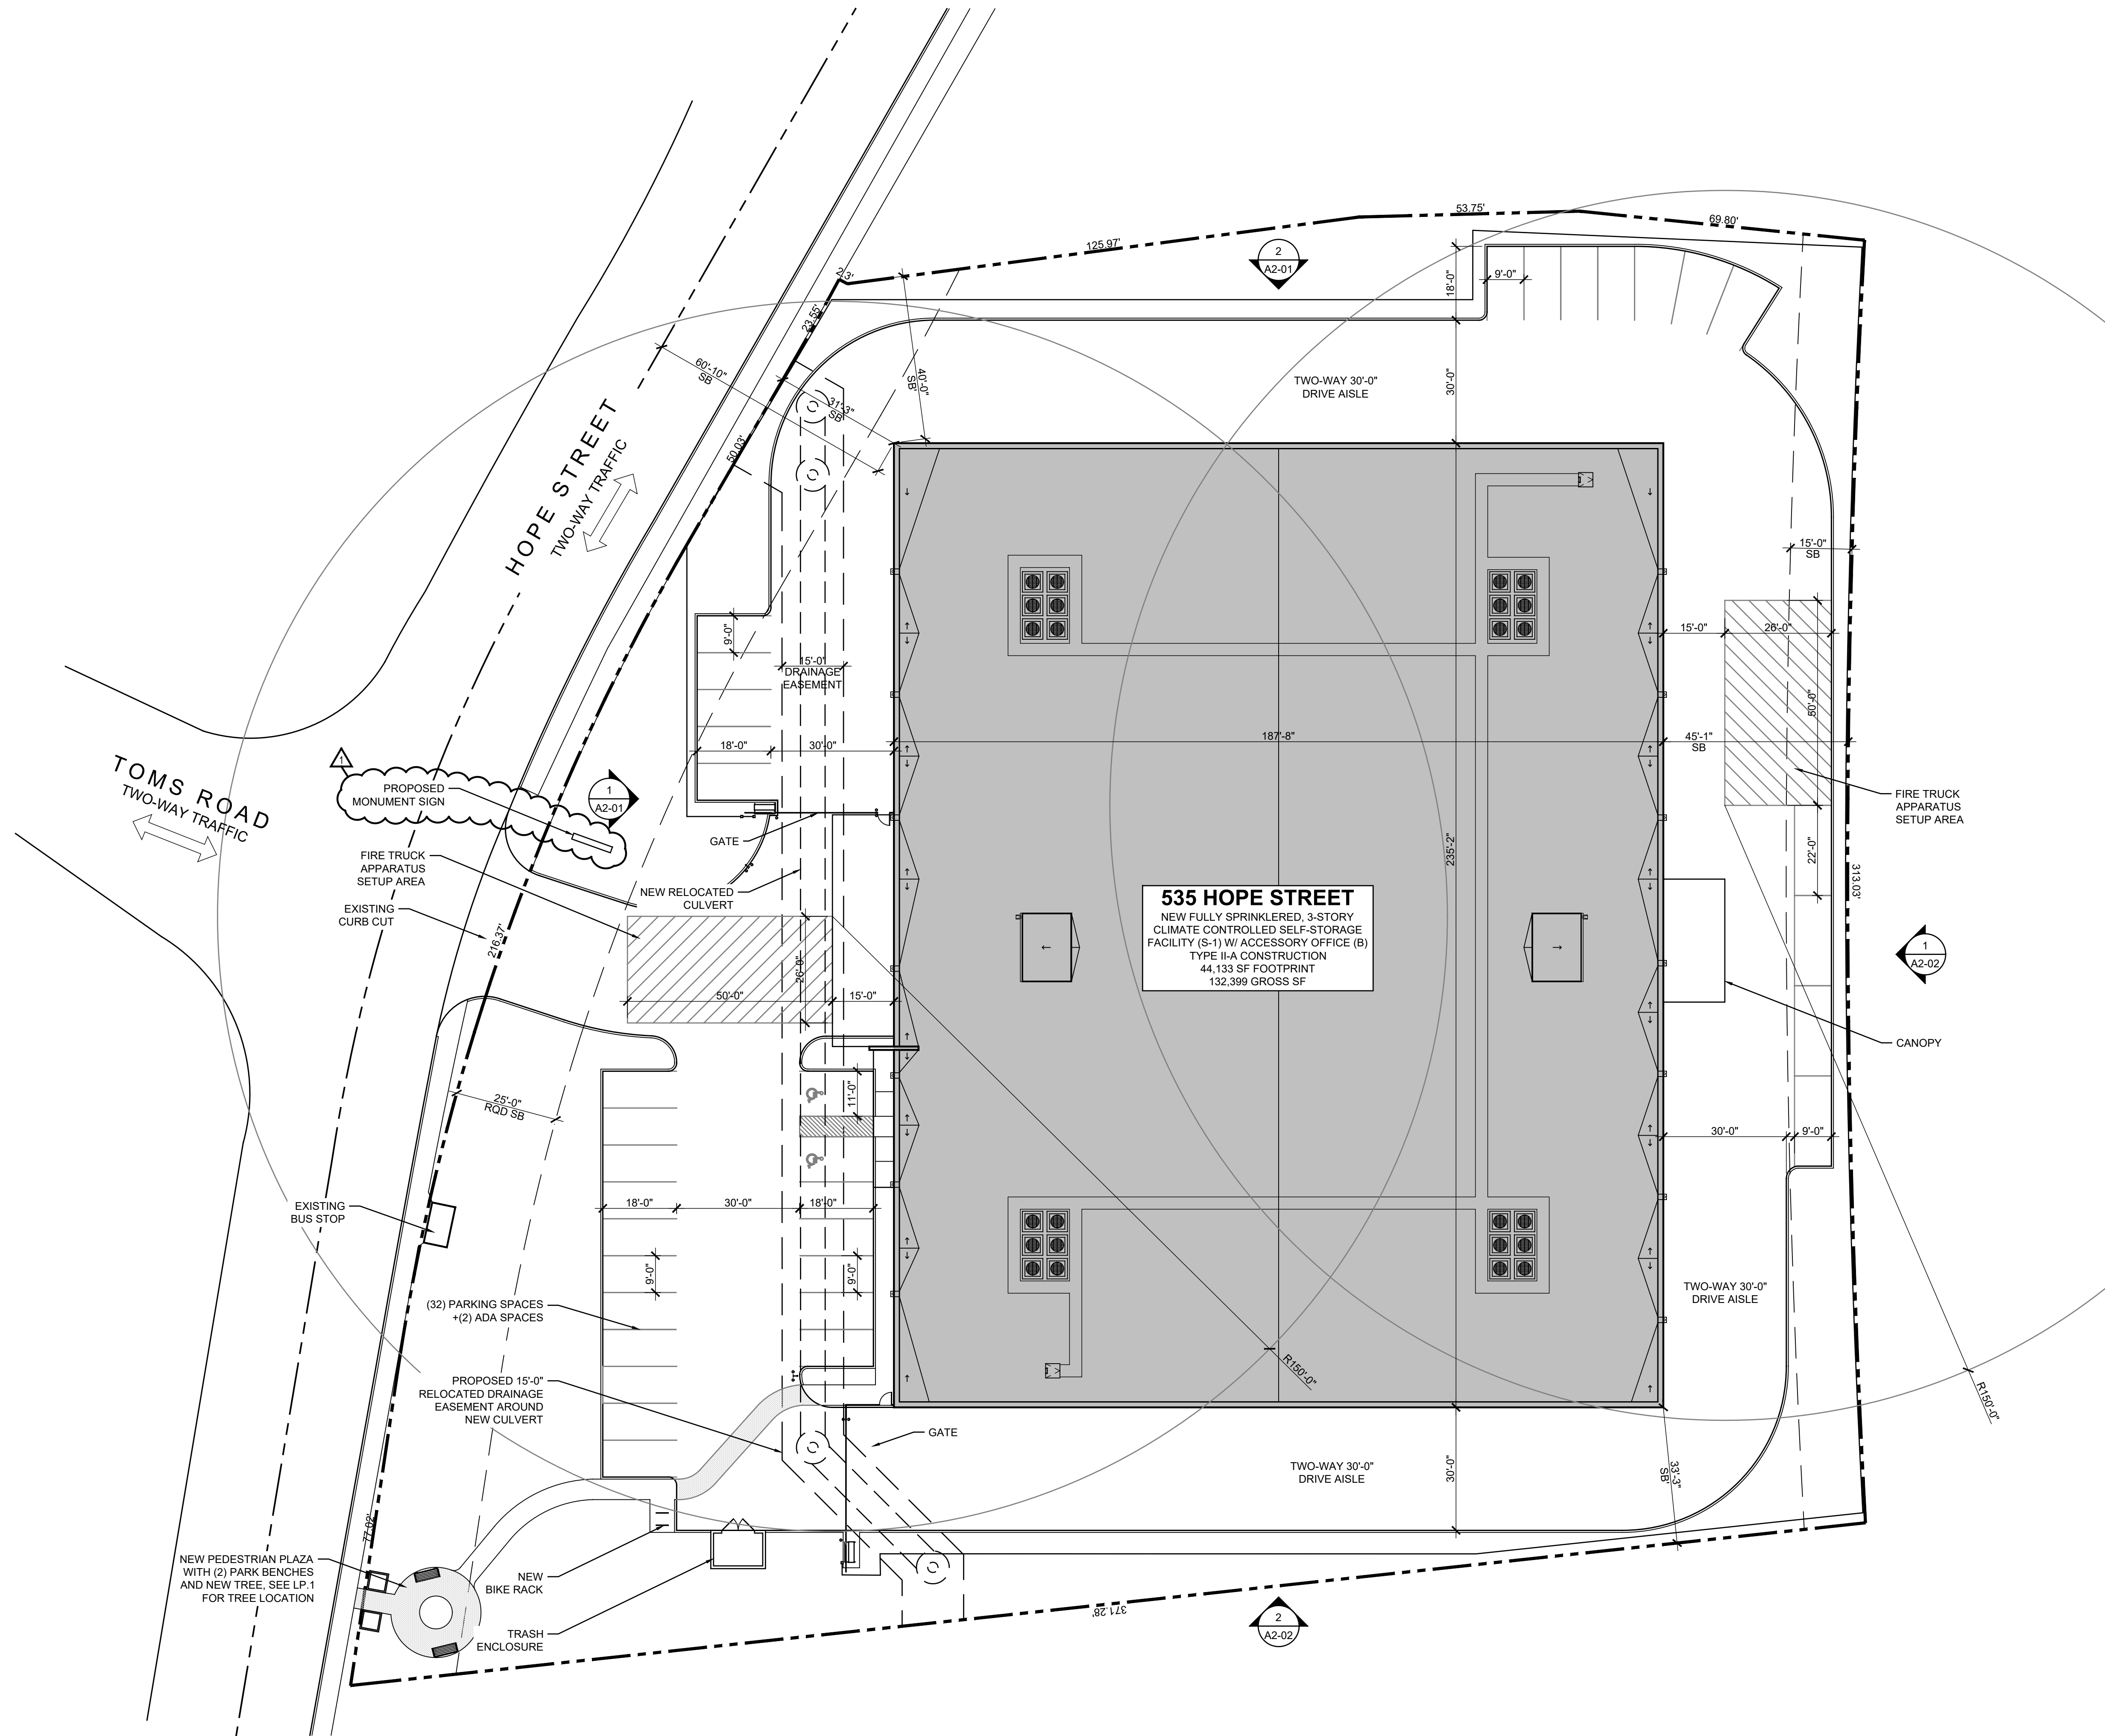 53.75'
69.80'
125.97'
2
A2-01
2.3'
9'-0"
18'-0"
23.55'
60'-10"
SB
40'-0"
SB
TWO-WAY 30'-0"
DRIVE AISLE
30'-0"
31'-3"
SB
50.03'
HOPE STREET
TWO-WAY TRAFFIC
15'-0"
SB
9'-0"
15'-0"
26'-0"
15'-0"
DRAINAGE
EASEMENT
50'-0"
18'-0"
30'-0"
187'-8"
45'-1"
SB
TOMS ROAD
TWO-WAY TRAFFIC
1
PROPOSED
MONUMENT SIGN
1
A2-01
FIRE TRUCK
APPARATUS
SETUP AREA
GATE
235'-2"
22'-0"
313.03'
FIRE TRUCK
APPARATUS
SETUP AREA
NEW RELOCATED
CULVERT
EXISTING
CURB CUT
216.37'
535 HOPE STREET
NEW FULLY SPRINKLERED, 3-STORY
CLIMATE CONTROLLED SELF-STORAGE
FACILITY (S-1) W/ ACCESSORY OFFICE (B)
TYPE II-A CONSTRUCTION
44,133 SF FOOTPRINT
132,399 GROSS SF
1
A2-02
26'-0"
50'-0"
15'-0"
CANOPY
25'-0"
RQD SB
11'-0"
30'-0"
9'-0"
EXISTING
BUS STOP
18'-0"
30'-0"
18'-0"
9'-0"
9'-0"
TWO-WAY 30'-0"
DRIVE AISLE
(32) PARKING SPACES
+(2) ADA SPACES
PROPOSED 15'-0"
RELOCATED DRAINAGE
EASEMENT AROUND
NEW CULVERT
R150'-0"
R150'-0"
GATE
TWO-WAY 30'-0"
DRIVE AISLE
30'-0"
33'-3"
SB
77.02'
NEW PEDESTRIAN PLAZA
WITH (2) PARK BENCHES
AND NEW TREE, SEE LP.1
FOR TREE LOCATION
NEW
BIKE RACK
TRASH
ENCLOSURE
371.28'
2
A2-02